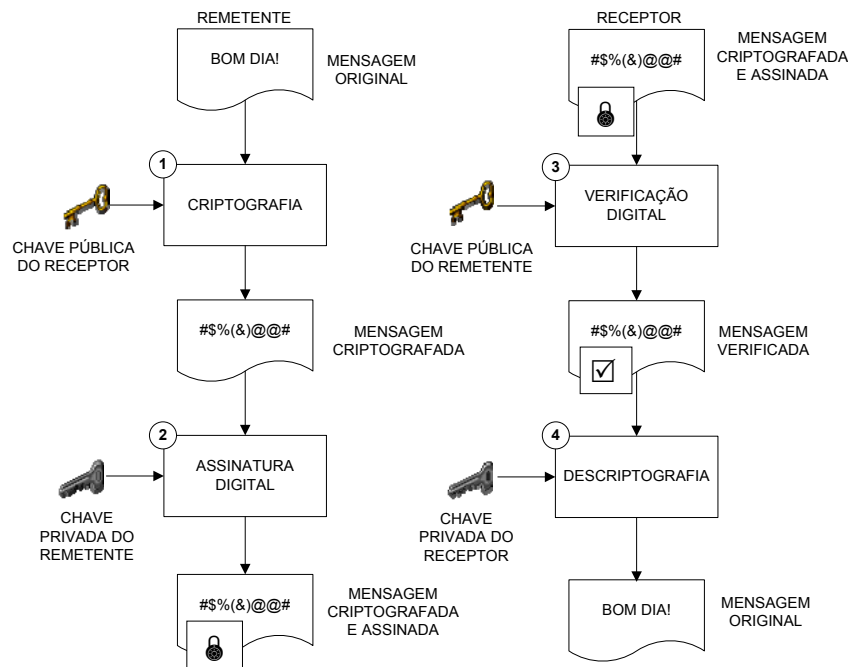 REMETENTE
BOM DIA!
MENSAGEM
ORIGINAL
1
CRIPTOGRAFIA
CHAVE PÚBLICA
DO RECEPTOR
#$%(&)@@#
MENSAGEM
CRIPTOGRAFADA
2
ASSINATURA
DIGITAL
CHAVE
PRIVADA DO
REMETENTE
#$%(&)@@#
MENSAGEM
CRIPTOGRAFADA
E ASSINADA
RECEPTOR
#$%(&)@@#
MENSAGEM
CRIPTOGRAFADA
E ASSINADA
3
VERIFICAÇÃO
DIGITAL
CHAVE PÚBLICA
DO REMETENTE
#$%(&)@@#
MENSAGEM
VERIFICADA
4
DESCRIPTOGRAFIA
CHAVE
PRIVADA DO
RECEPTOR
BOM DIA!
MENSAGEM
ORIGINAL